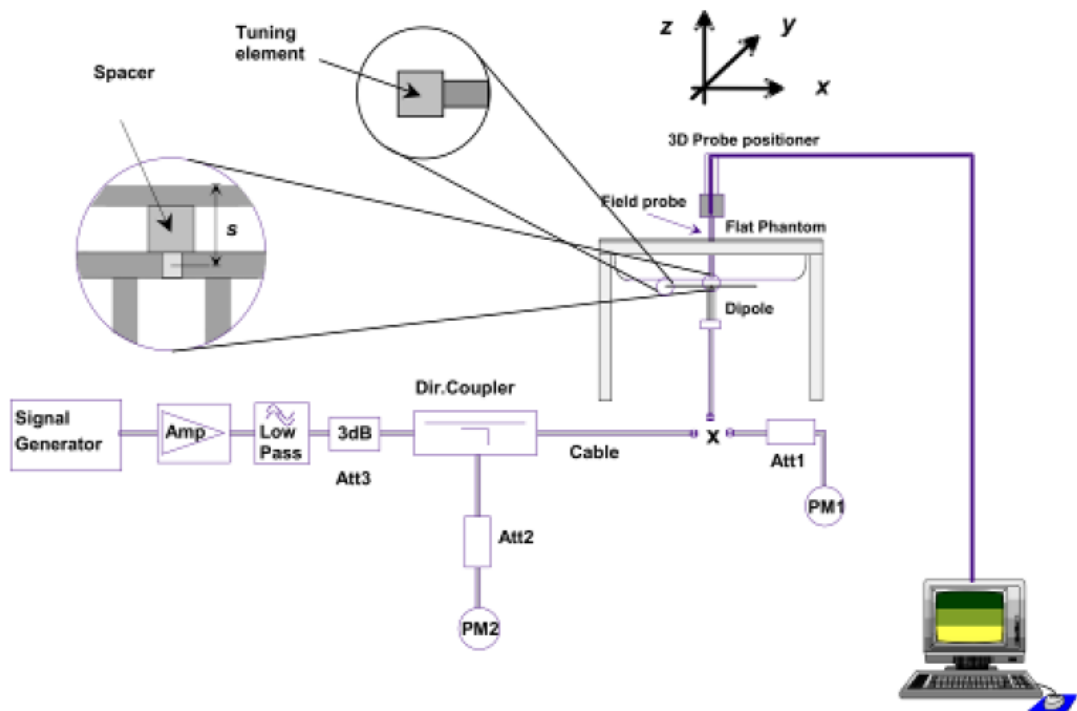 Tuning
element
Spacer
z
y
x
3D Probe positioner
Field probe
Flat Phantom
s
Dipole
Dir.Coupler
Signal
Generator
Amp
Low
Pass
3dB
Att3
Cable
x
Att1
PM1
Att2
PM2